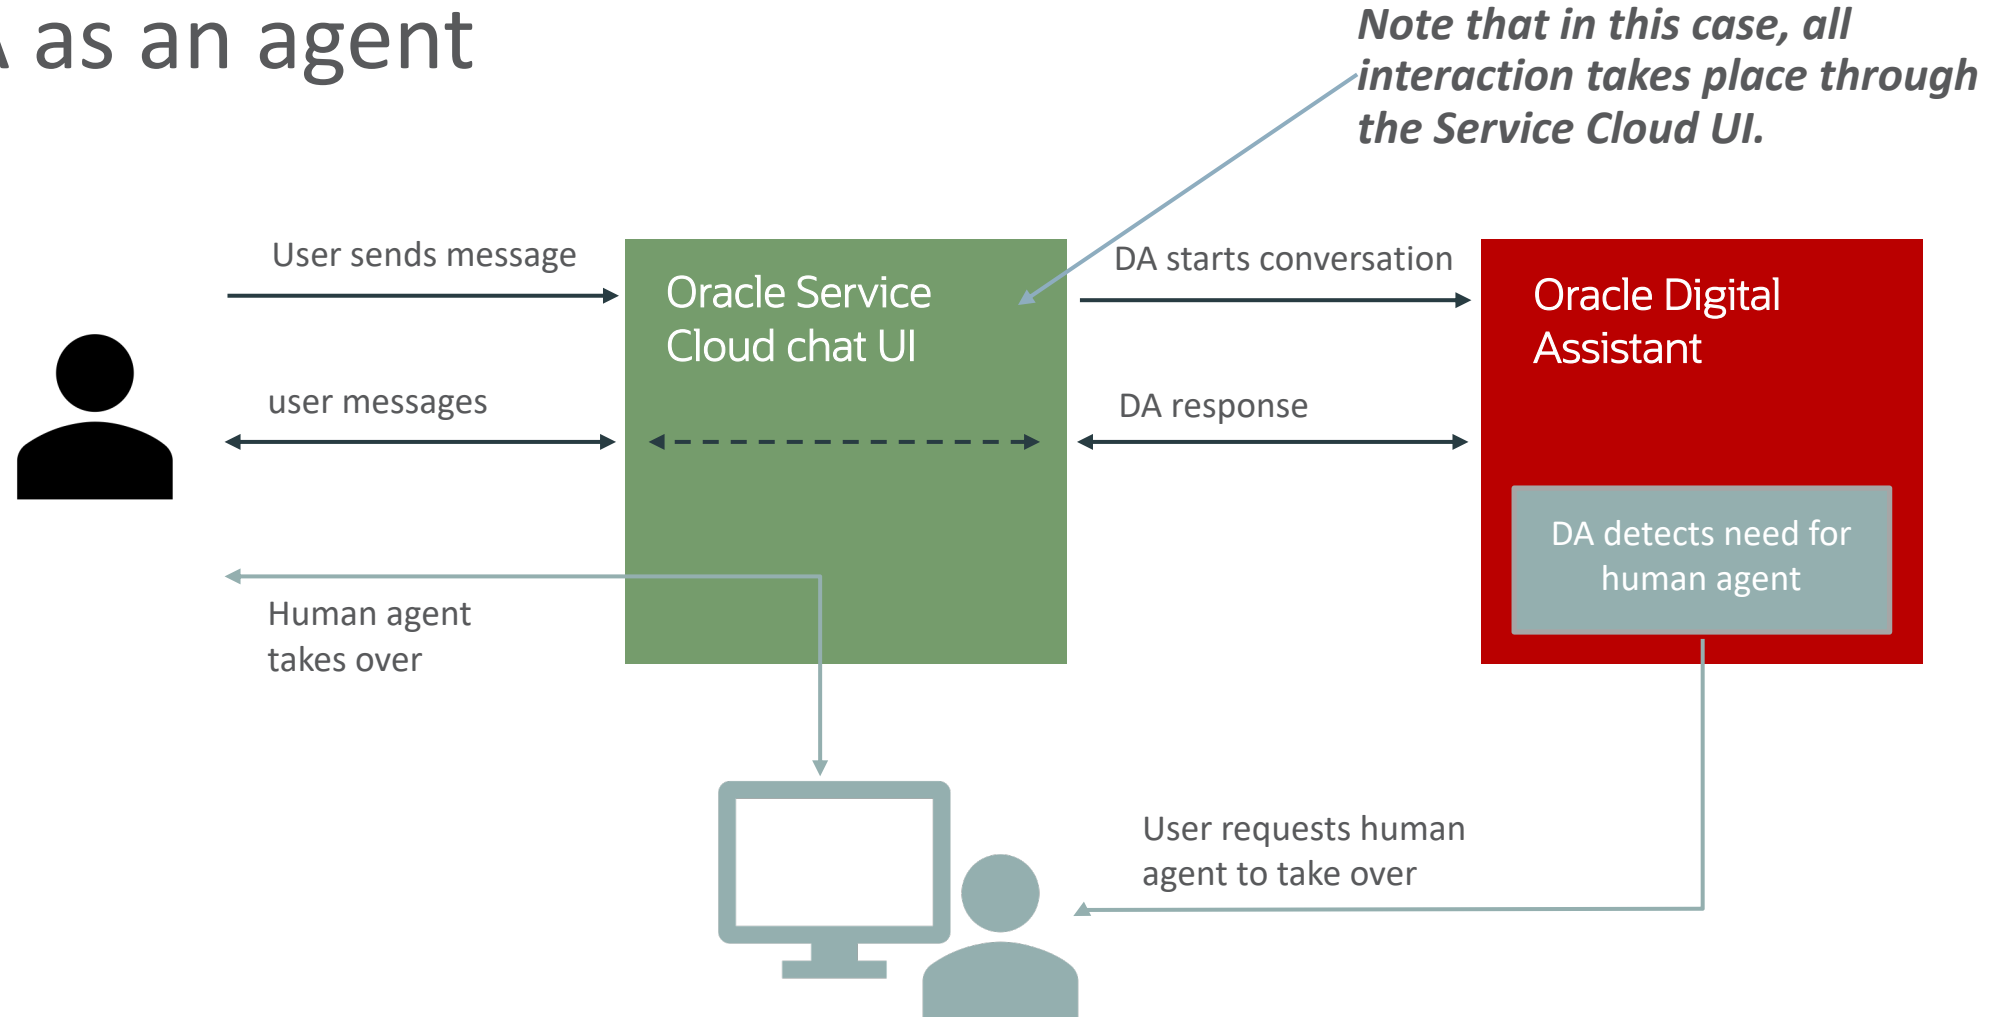 as an agent
Note that in this case, all
interaction takes place through
the Service Cloud UI.
User sends message
Oracle Service
Cloud chat UI
DA starts conversation
Oracle Digital
Assistant
user messages
DA response
DA detects need for
human agent
Human agent
takes over
User requests human
agent to take over